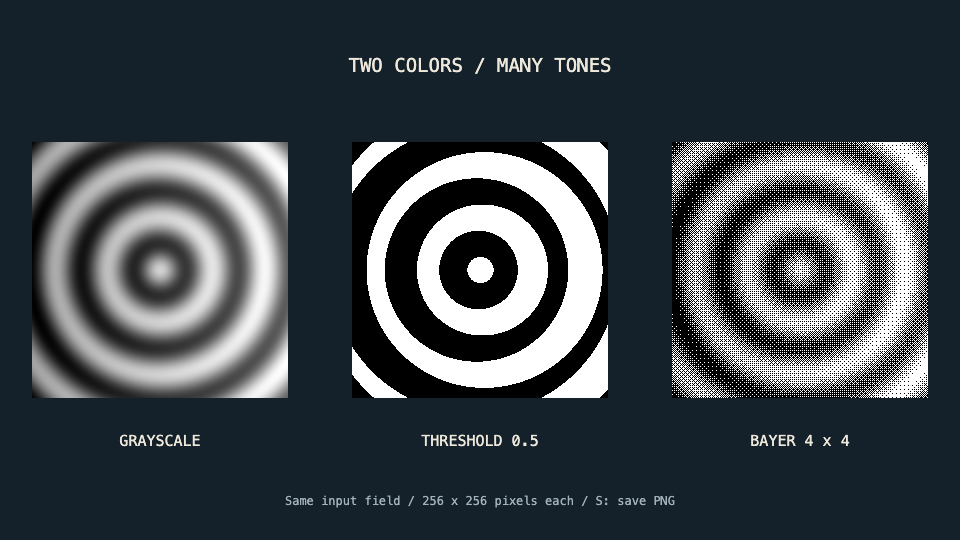 TWO COLORS / MANY TONES
GRAYSCALE
THRESHOLD 0.5
BAYER 4 x 4
Same input field / 256 x 256 pixels each / S: save PNG